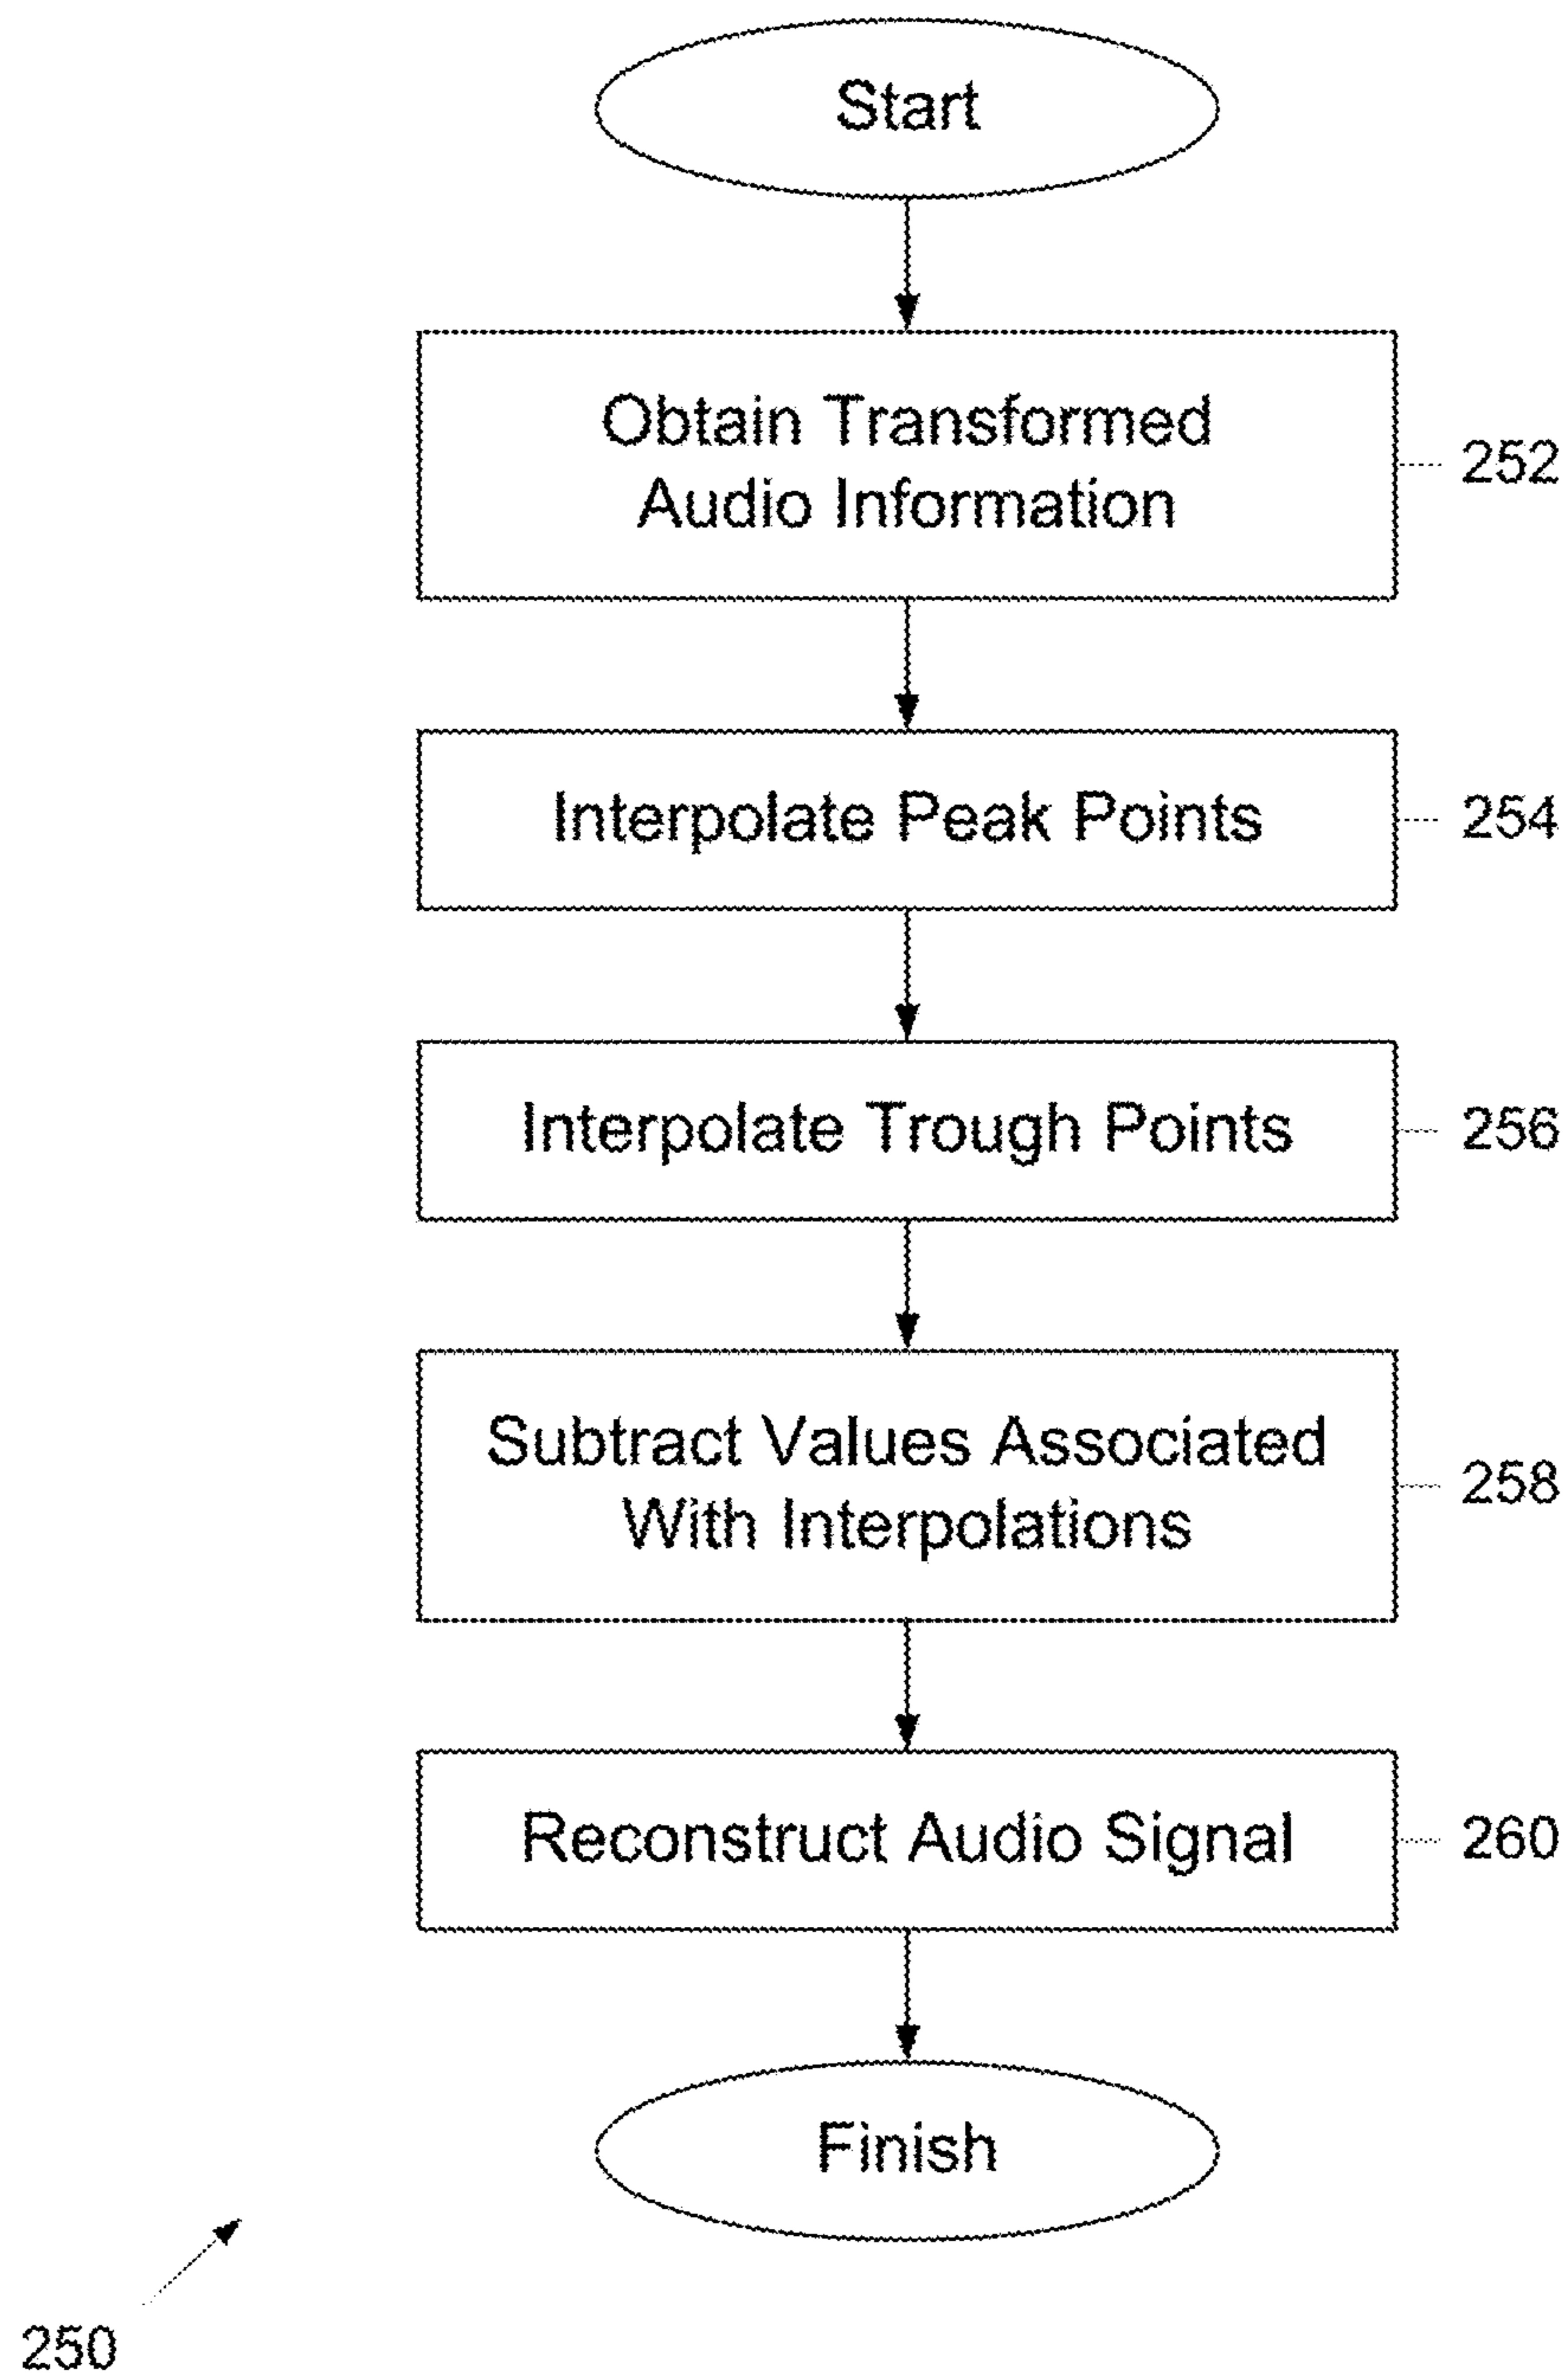 Start
Obtain Transformed
Audio Information
252
Interpolate Peak Points
254
Interpolate Trough Points
256
Subtract Values Associated
With Interpolations
258
Reconstruct Audio Signal
260
Finish
250